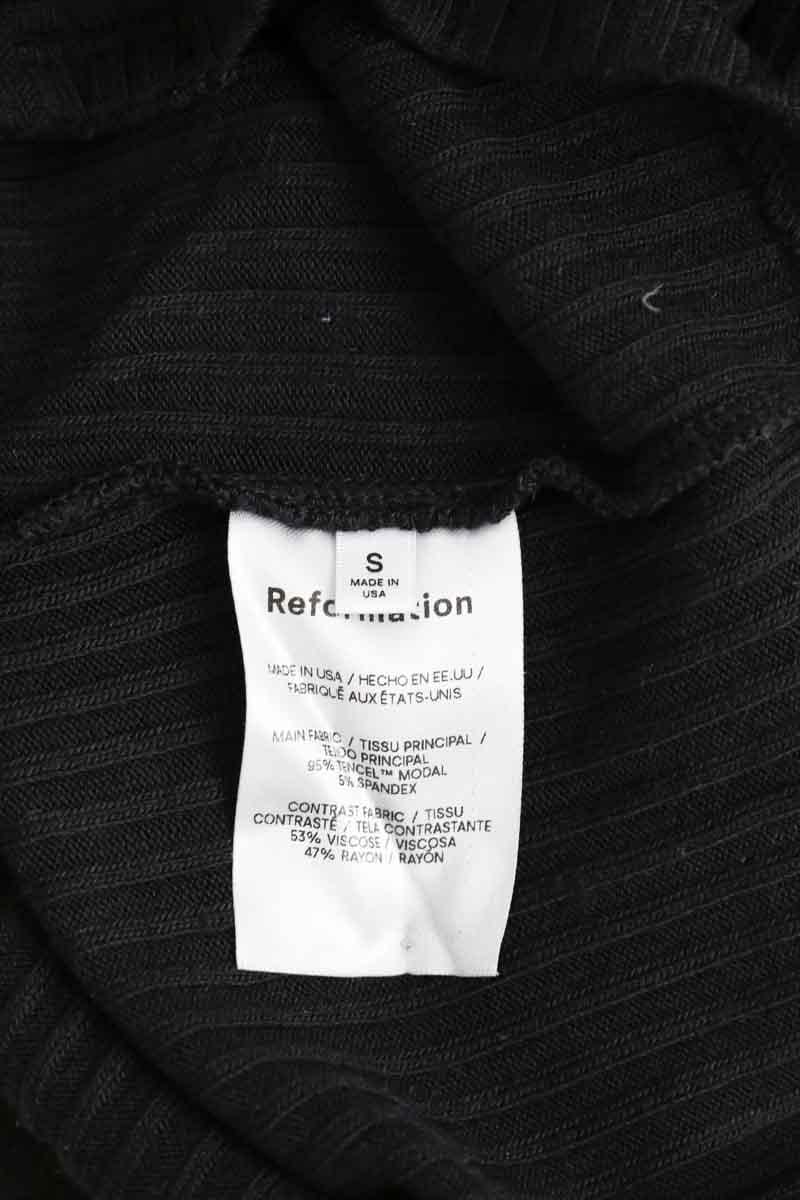 S
MADE IN
USA
Reformation
MADE IN USA / HECHO EN EE.UU /
FABRIQUÉ AUX ÉTATS-UNIS
MAIN FABRIC / TISSU PRINCIPAL /
TEJIDO PRINCIPAL
95% TENCEL™ MODAL
5% SPANDEX
CONTRAST FABRIC / TISSU
CONTRASTÉ / TELA CONTRASTANTE
53% VISCOSE / VISCOSA
47% RAYON / RAYÓN